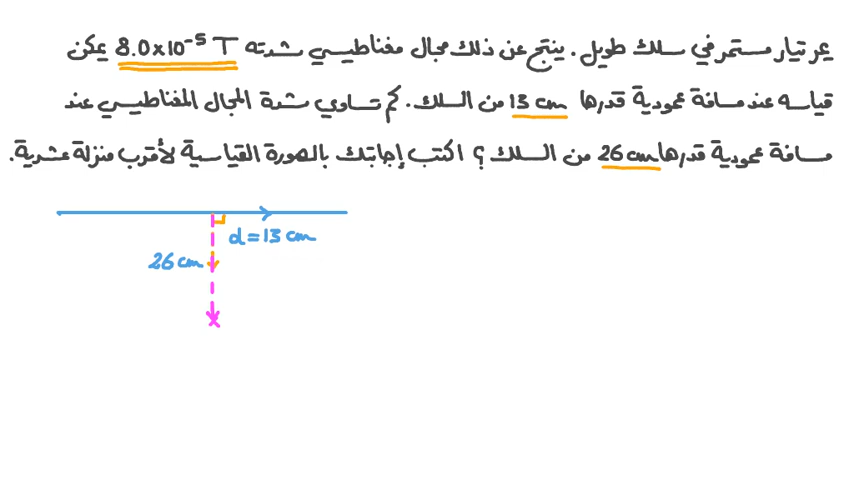 يمر تيار مستمر في سلك طويل. ينتج عن ذلك مجال مغناطيسي شدته 8.0x10⁻⁵ T يمكن
قياسه عند مسافة عمودية قدرها 13 cm من السلك. كم تساوي شدة المجال المغناطيسي عند
مسافة عمودية قدرها 26 cm من السلك؟ اكتب إجابتك بالصورة القياسية لأقرب منزلة عشرية.
d = 13 cm
26 cm